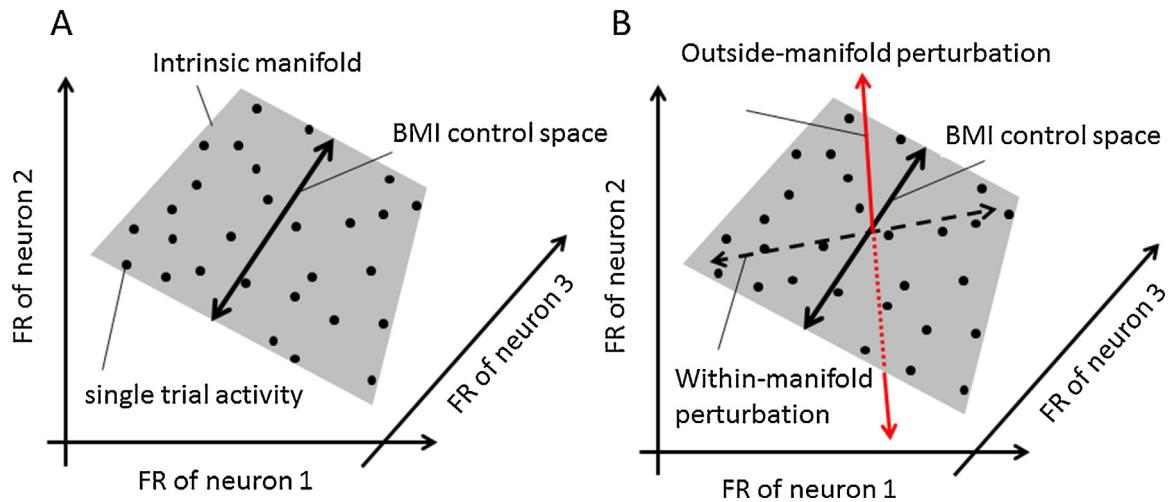 A
Intrinsic manifold
BMI control space
FR of neuron 2
FR of neuron 3
single trial activity
FR of neuron 1
B
Outside-manifold perturbation
BMI control space
FR of neuron 2
FR of neuron 3
Within-manifold
perturbation
FR of neuron 1